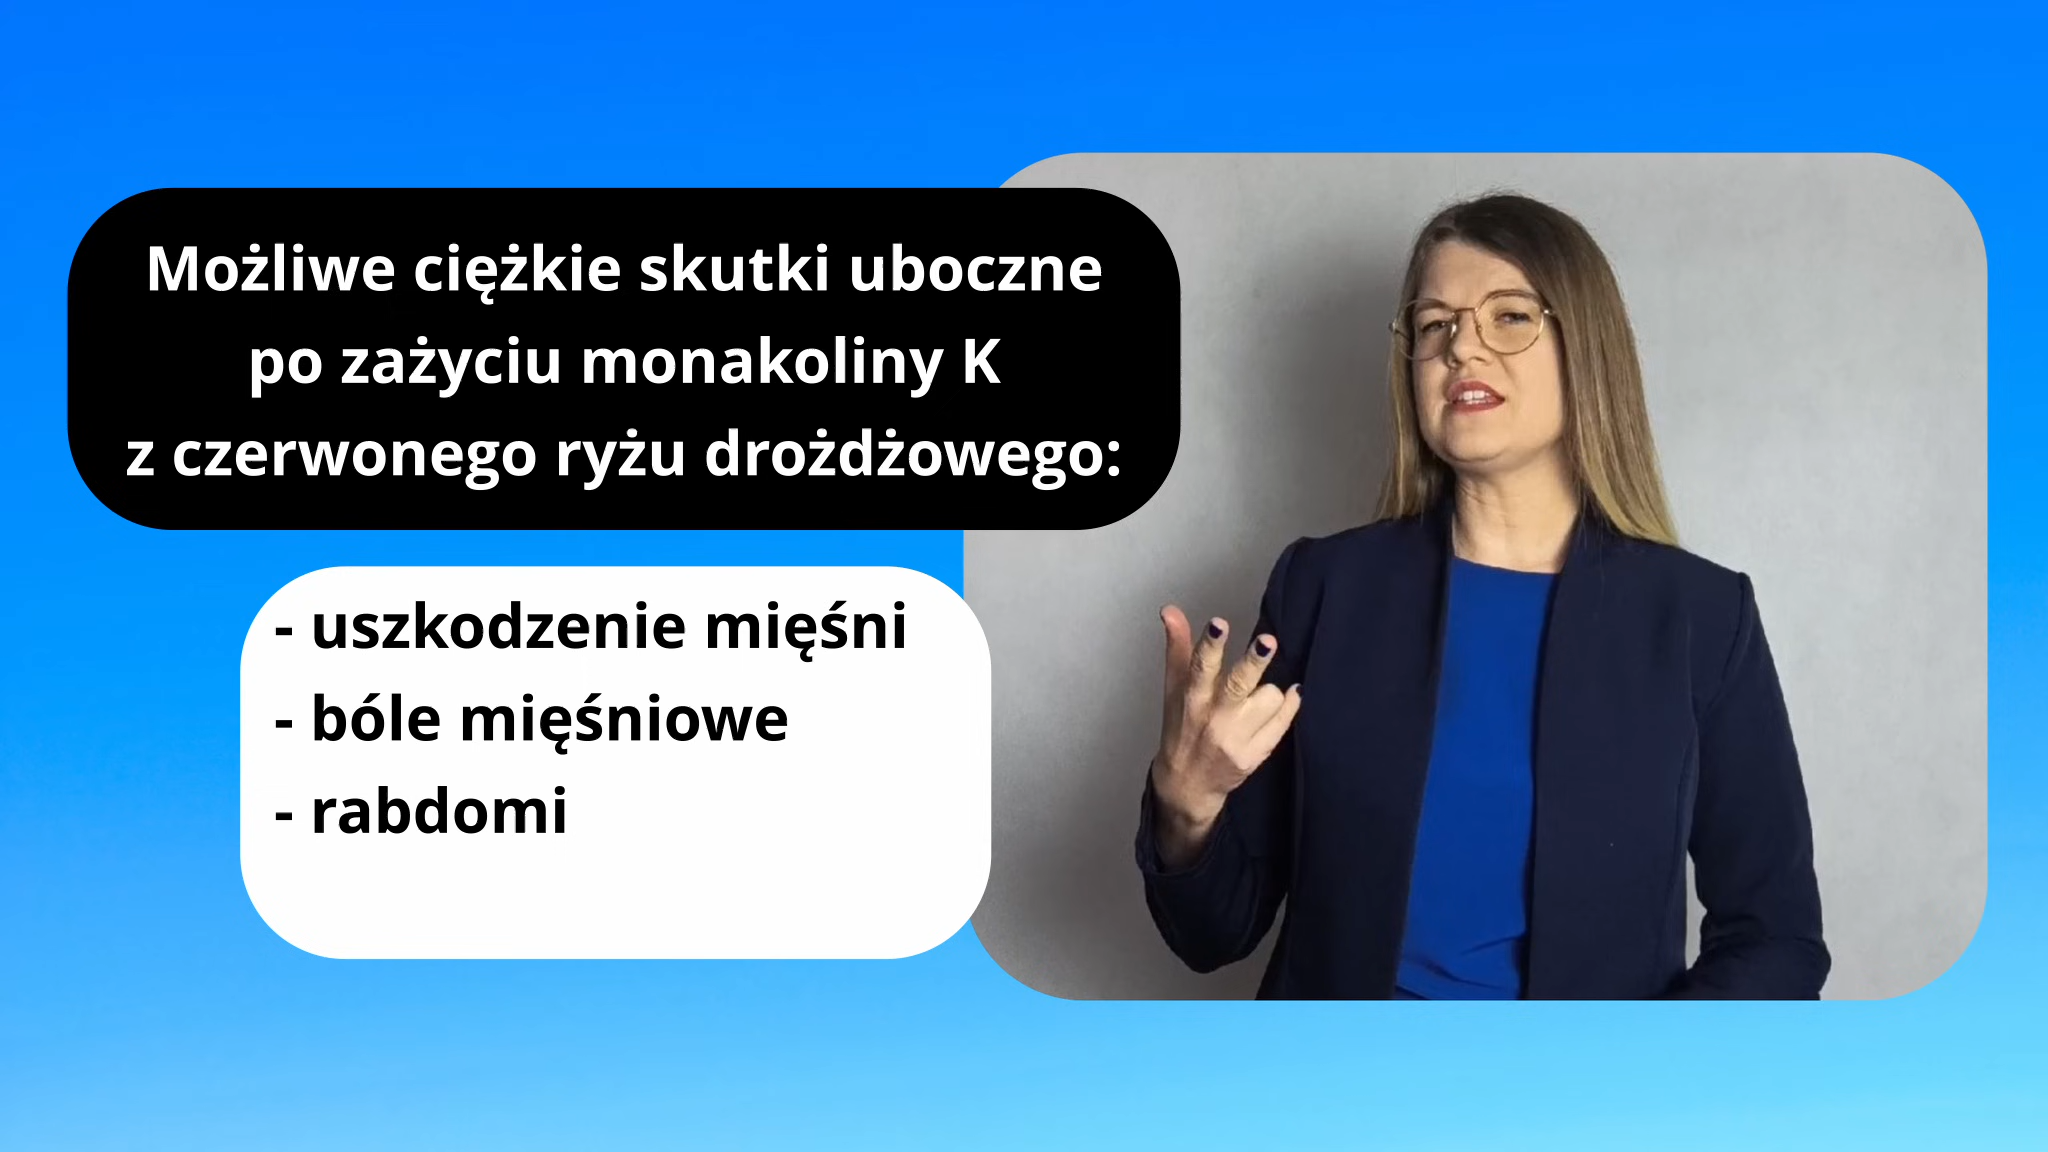 Możliwe ciężkie skutki uboczne
po zażyciu monakoliny K
z czerwonego ryżu drożdżowego:
- uszkodzenie mięśni
- bóle mięśniowe
- rabdomi